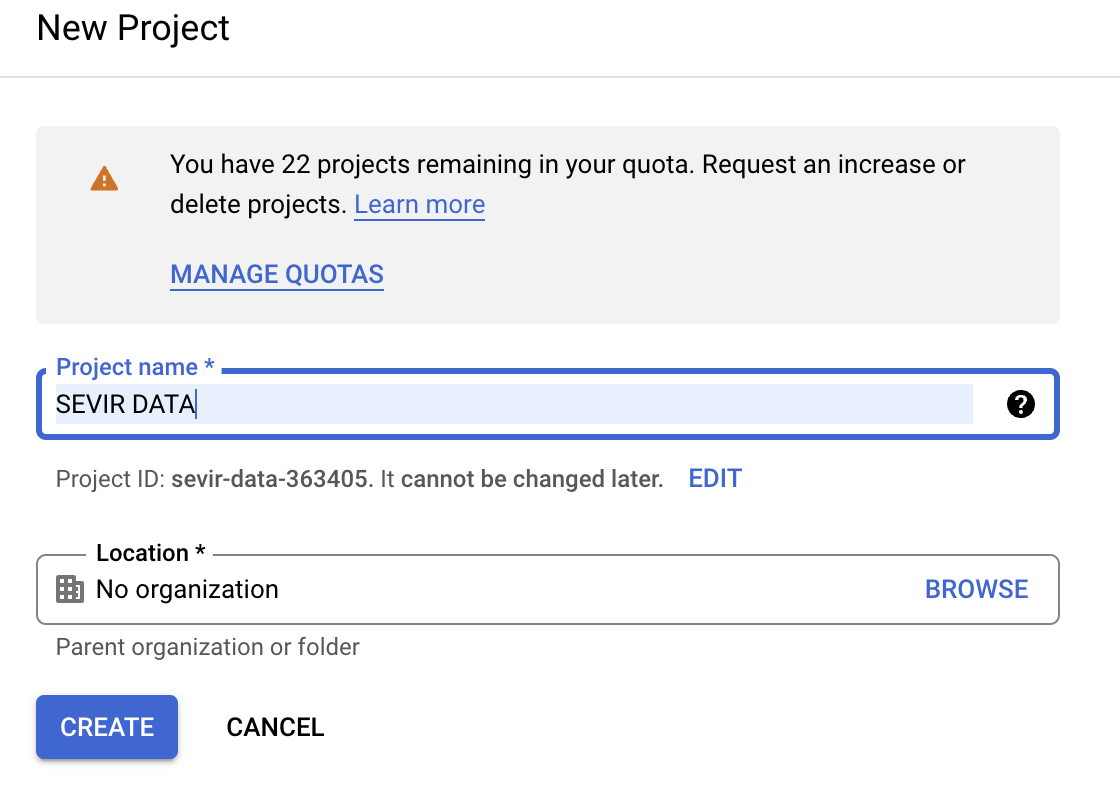 New Project
You have 22 projects remaining in your quota. Request an increase or
delete projects. Learn more
MANAGE QUOTAS
Project name *
SEVIR DATA
Project ID: sevir-data-363405. It cannot be changed later. EDIT
Location *
No organization BROWSE
Parent organization or folder
CREATE CANCEL